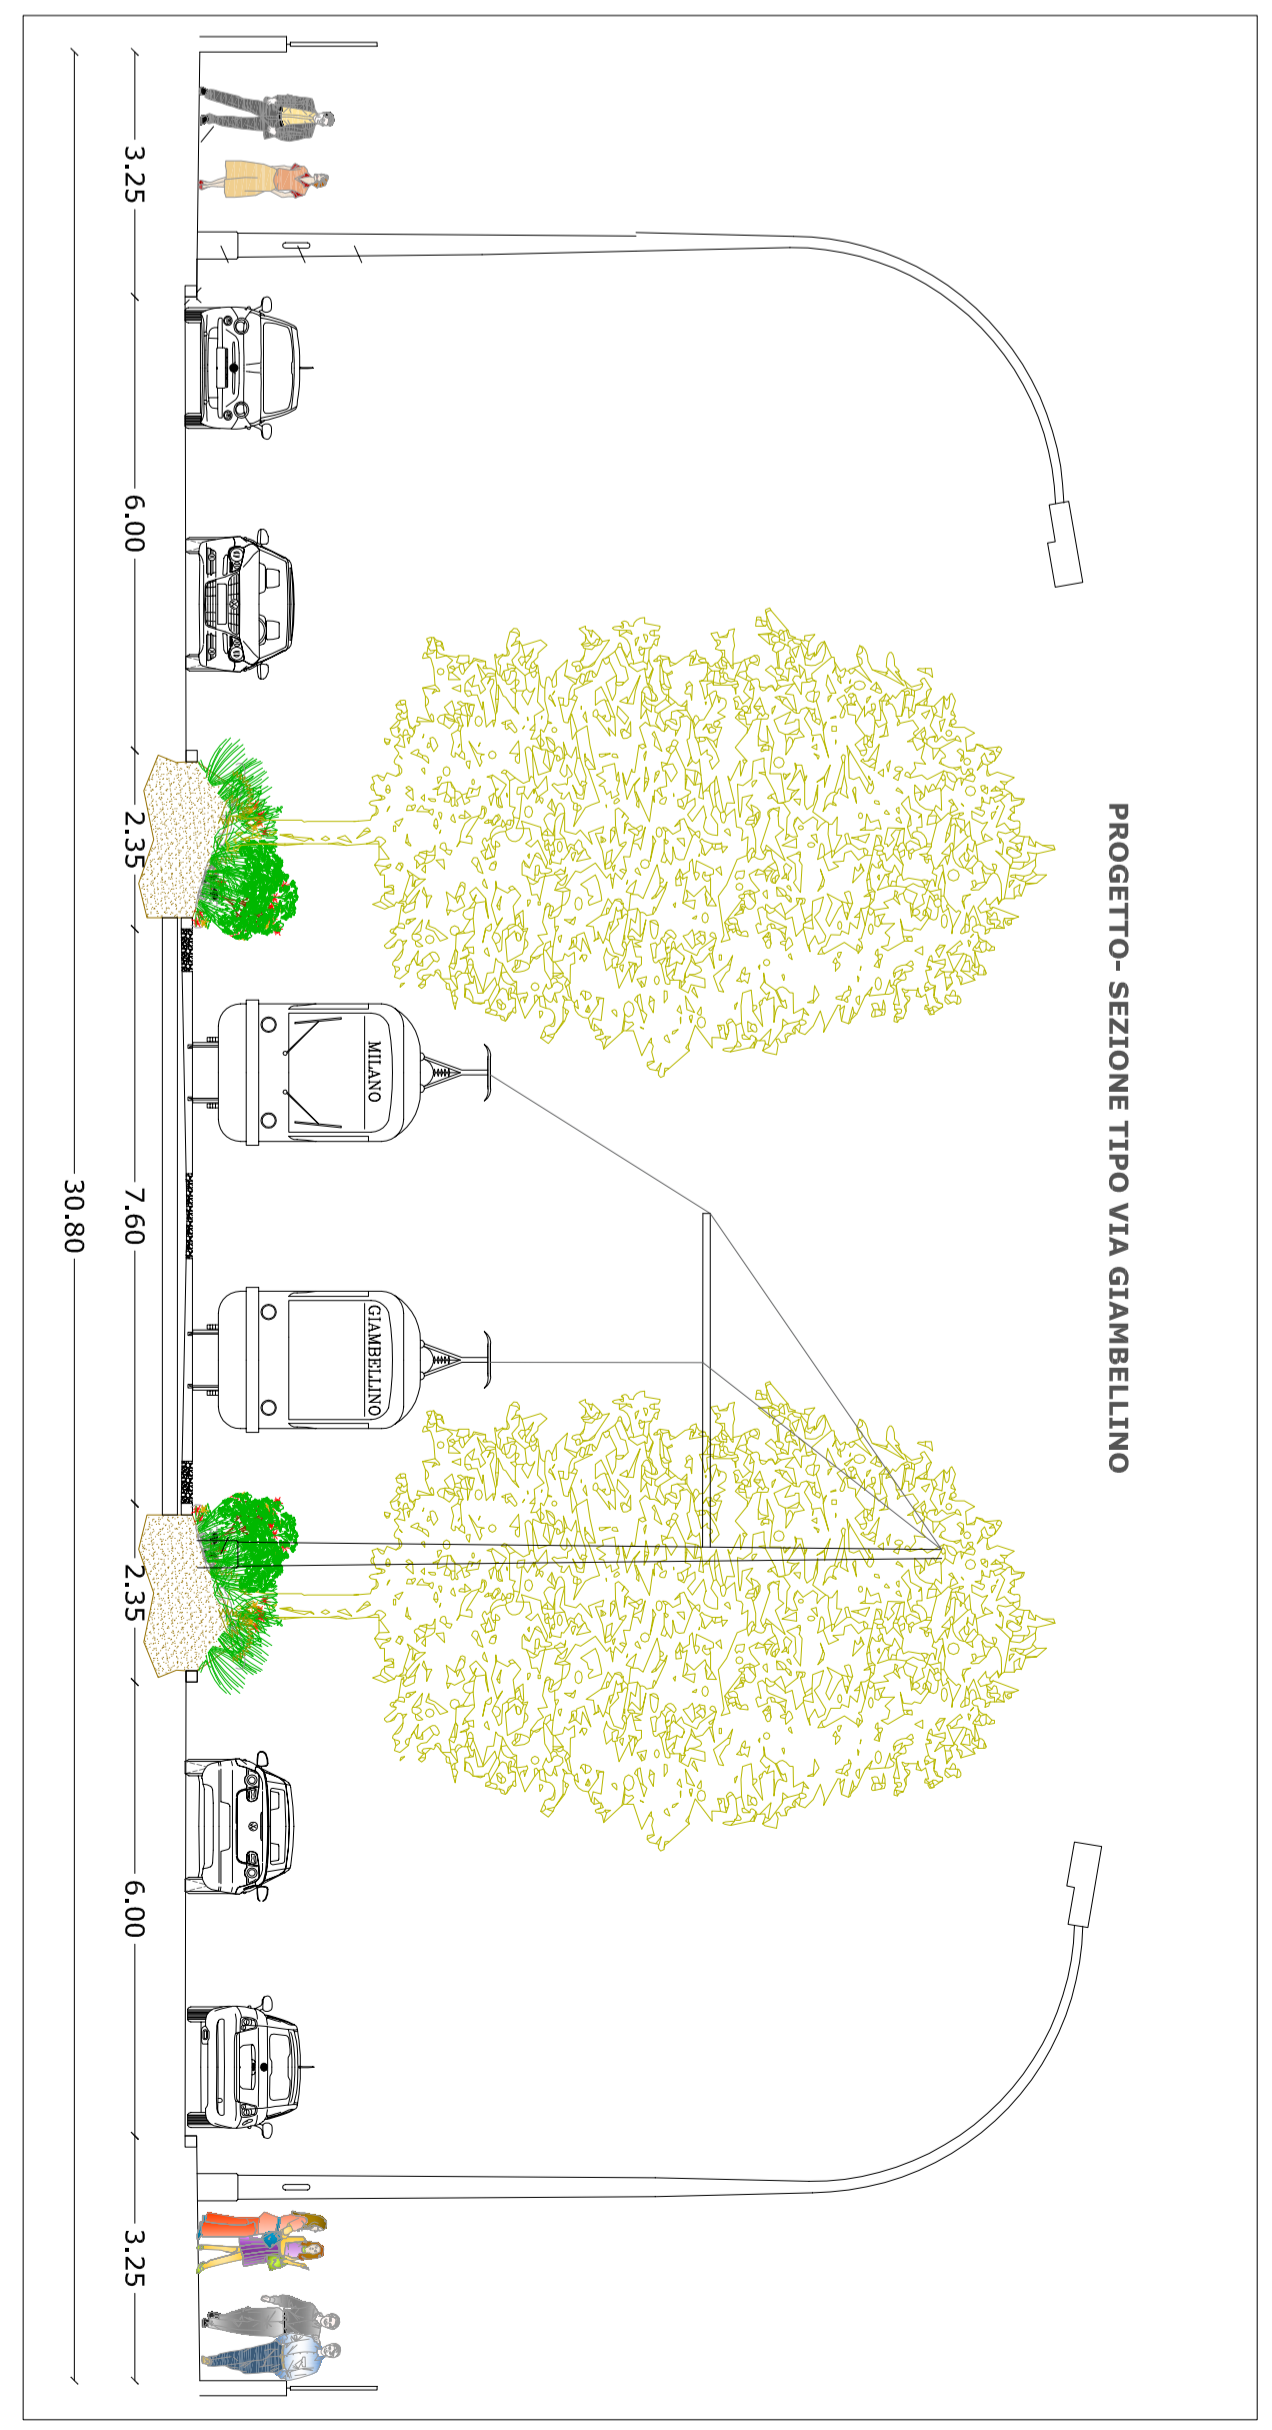 PROGETTO- SEZIONE TIPO VIA GIAMBELLINO
MILANO
GIAMBELLINO
3.25
6.00
2.35
7.60
2.35
6.00
3.25
30.80